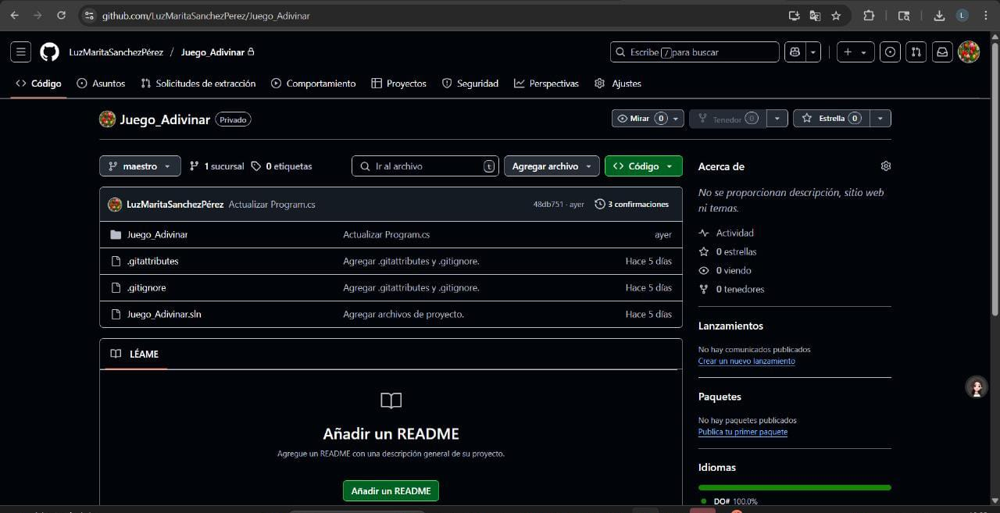 github.com/LuzMaritaSanchezPerez/Juego_Adivinar
L
LuzMaritaSanchezPérez / Juego_Adivinar
Escribe / para buscar
Código Asuntos Solicitudes de extracción Comportamiento Proyectos Seguridad Perspectivas Ajustes
Juego_Adivinar Privado
Mirar 0 Tenedor 0 Estrella 0
maestro 1 sucursal 0 etiquetas Ir al archivo t Agregar archivo Código
LuzMaritaSanchezPérez Actualizar Program.cs 48db751 · ayer 3 confirmaciones
Juego_Adivinar Actualizar Program.cs ayer
.gitattributes Agregar .gitattributes y .gitignore. Hace 5 días
.gitignore Agregar .gitattributes y .gitignore. Hace 5 días
Juego_Adivinar.sln Agregar archivos de proyecto. Hace 5 días
LÉAME
Añadir un README
Agregue un README con una descripción general de su proyecto.
Añadir un README
Acerca de
No se proporcionan descripción, sitio web
ni temas.
Actividad
0 estrellas
0 viendo
0 tenedores
Lanzamientos
No hay comunicados publicados
Crear un nuevo lanzamiento
Paquetes
No hay paquetes publicados
Publica tu primer paquete
Idiomas
DO# 100.0%